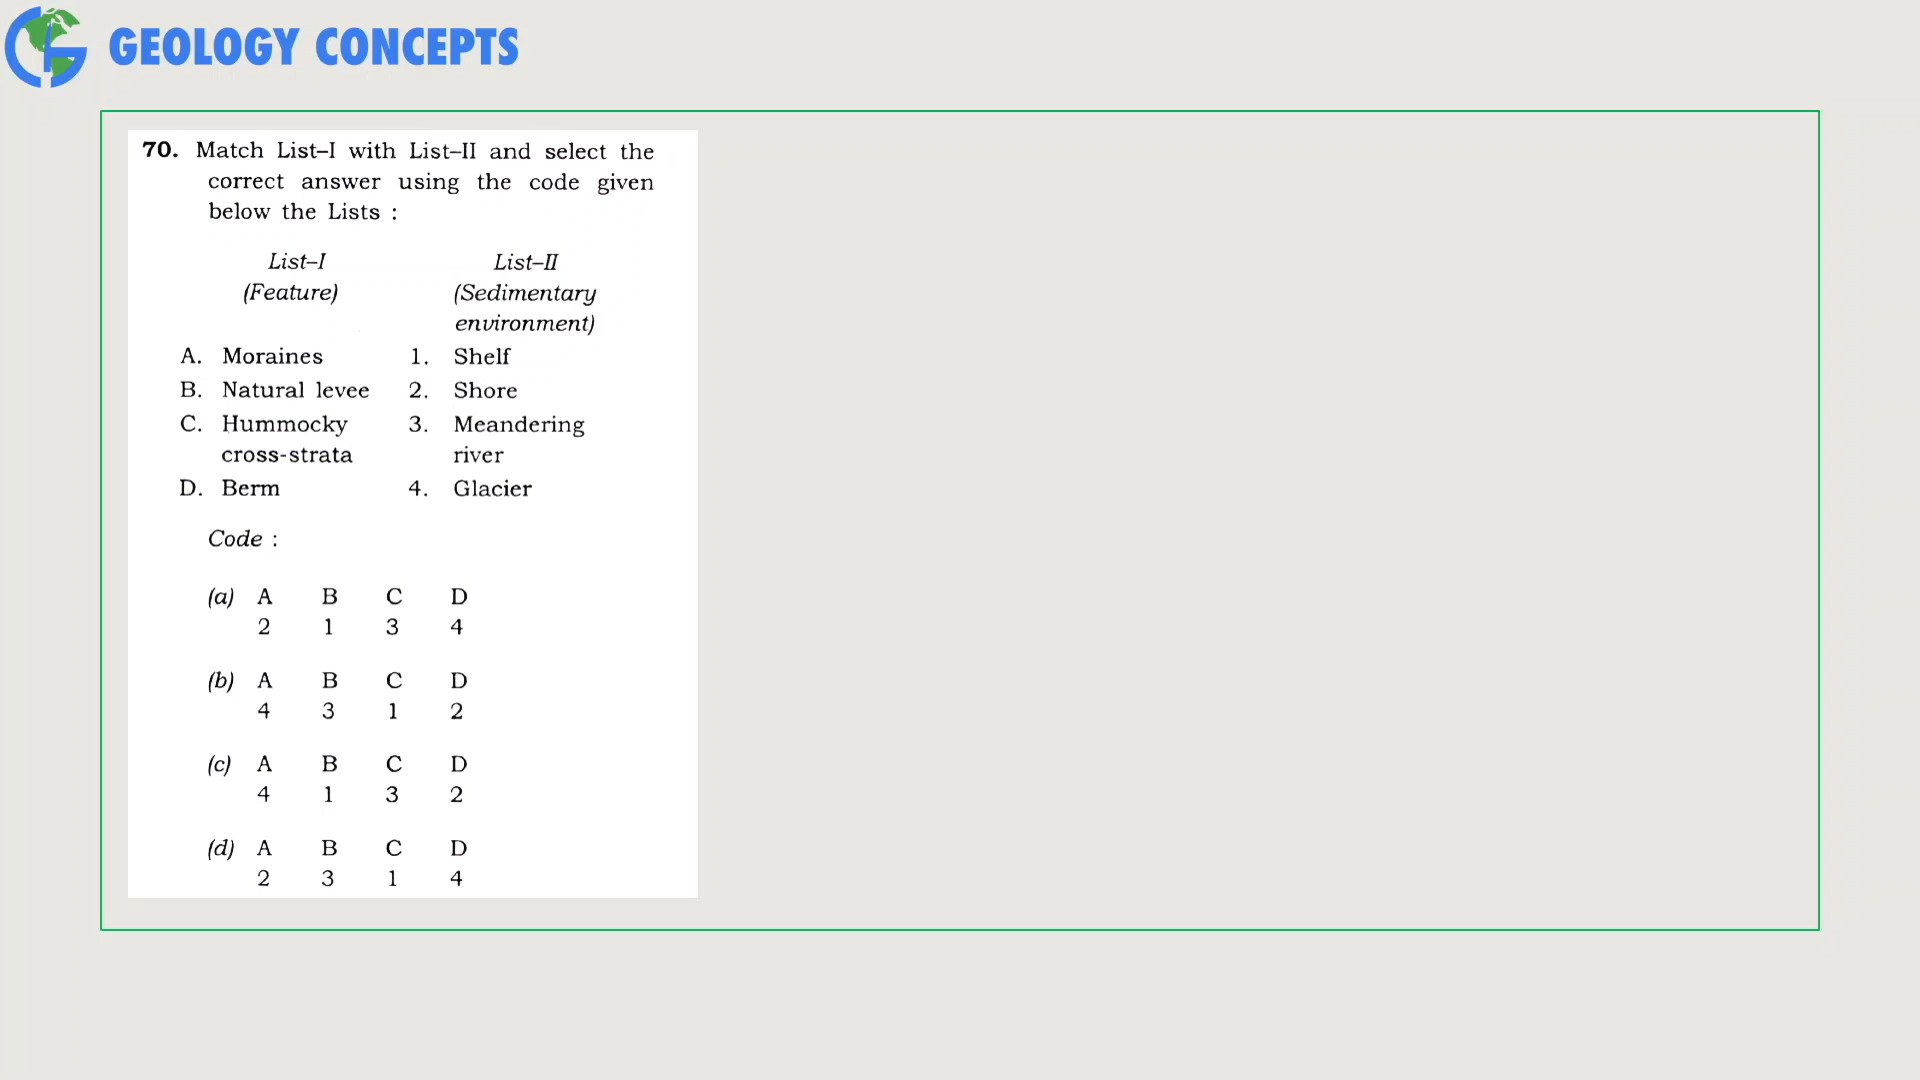 GEOLOGY CONCEPTS
70. Match List–I with List–II and select the
correct answer using the code given
below the Lists :
List–I List–II
(Feature) (Sedimentary
environment)
A. Moraines 1. Shelf
B. Natural levee 2. Shore
C. Hummocky 3. Meandering
cross-strata river
D. Berm 4. Glacier
Code :
(a) A B C D
2 1 3 4
(b) A B C D
4 3 1 2
(c) A B C D
4 1 3 2
(d) A B C D
2 3 1 4